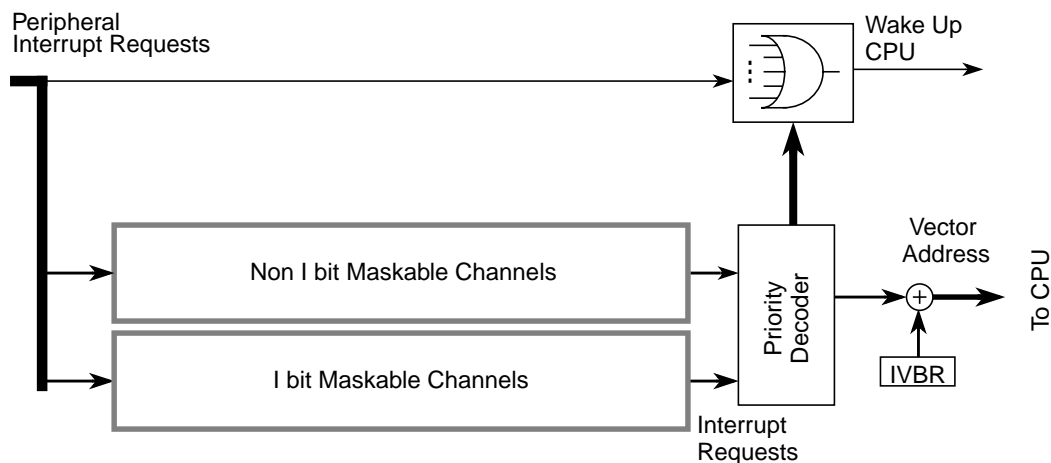 Peripheral
Interrupt Requests
Wake Up
CPU
Non I bit Maskable Channels
I bit Maskable Channels
Priority
Decoder
Interrupt
Requests
Vector
Address
+
IVBR
To CPU